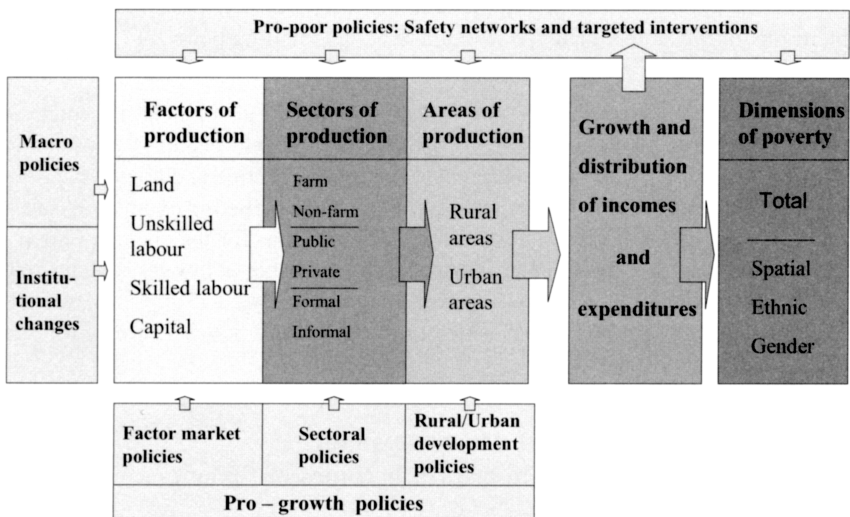 Pro-poor policies: Safety networks and targeted interventions
Macro
policies
Institu-
tional
changes
Factors of
production
Land
Unskilled
labour
Skilled labour
Capital
Sectors of
production
Farm
Non-farm
Public
Private
Formal
Informal
Areas of
production
Rural
areas
Urban
areas
Growth and
distribution
of incomes
and
expenditures
Dimensions
of poverty
Total
Spatial
Ethnic
Gender
Factor market
policies
Sectoral
policies
Rural/Urban
development
policies
Pro – growth policies